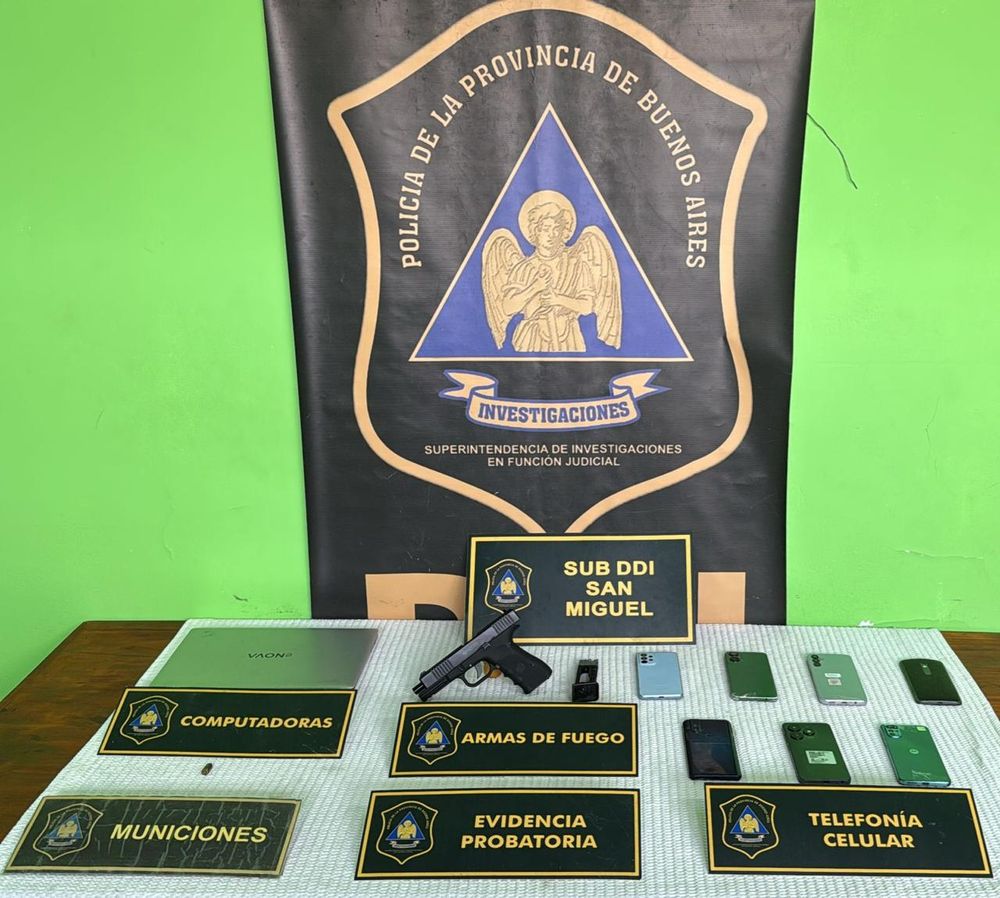 POLICIA DE LA PROVINCIA DE BUENOS AIRES
INVESTIGACIONES
SUPERINTENDENCIA DE INVESTIGACIONES
EN FUNCIÓN JUDICIAL
SUB DDI
SAN
MIGUEL
COMPUTADORAS
ARMAS DE FUEGO
MUNICIONES
EVIDENCIA
PROBATORIA
TELEFONÍA
CELULAR